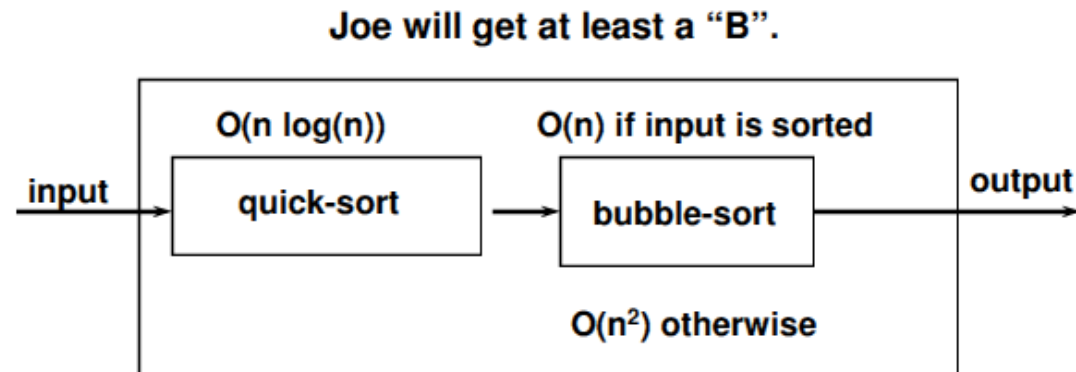 Joe will get at least a “B”.
O(n log(n))
O(n) if input is sorted
input
quick-sort
bubble-sort
output
O(n²) otherwise